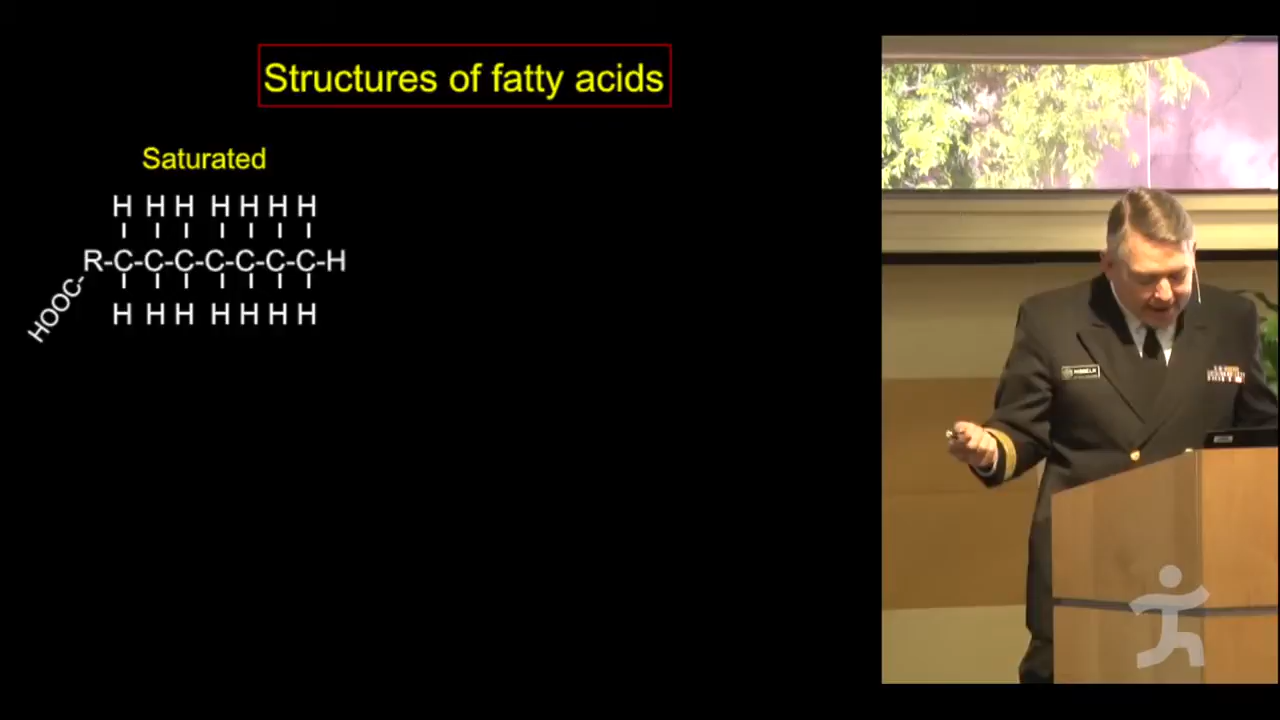 Structures of fatty acids
Saturated
H H H H H H H
R-C-C-C-C-C-C-C-H
HOOC-
H H H H H H H